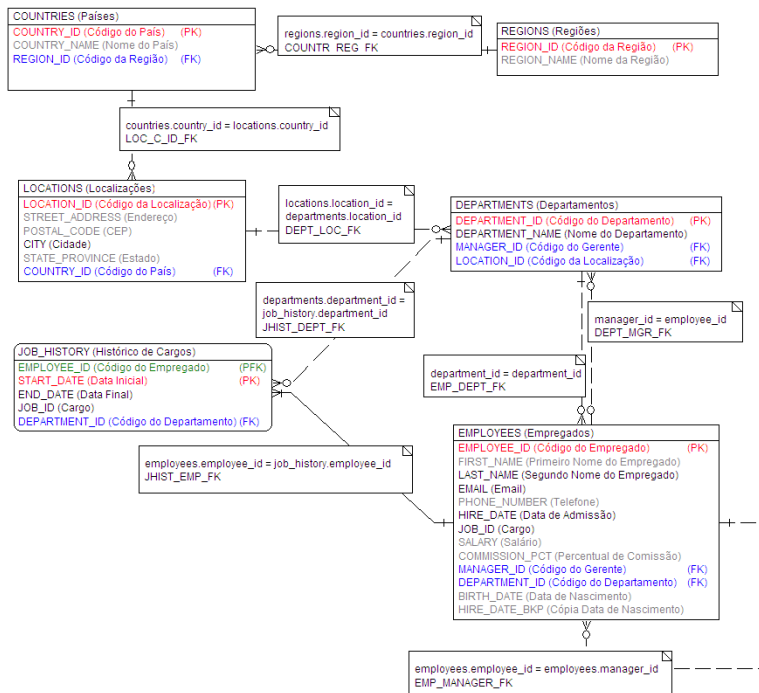 COUNTRIES (Países)
COUNTRY_ID (Código do País) (PK)
COUNTRY_NAME (Nome do País)
REGION_ID (Código da Região) (FK)
regions.region_id = countries.region_id
COUNTR_REG_FK
REGIONS (Regiões)
REGION_ID (Código da Região) (PK)
REGION_NAME (Nome da Região)
countries.country_id = locations.country_id
LOC_C_ID_FK
LOCATIONS (Localizações)
LOCATION_ID (Código da Localização) (PK)
STREET_ADDRESS (Endereço)
POSTAL_CODE (CEP)
CITY (Cidade)
STATE_PROVINCE (Estado)
COUNTRY_ID (Código do País) (FK)
locations.location_id =
departments.location_id
DEPT_LOC_FK
DEPARTMENTS (Departamentos)
DEPARTMENT_ID (Código do Departamento) (PK)
DEPARTMENT_NAME (Nome do Departamento)
MANAGER_ID (Código do Gerente) (FK)
LOCATION_ID (Código da Localização) (FK)
departments.department_id =
job_history.department_id
JHIST_DEPT_FK
manager_id = employee_id
DEPT_MGR_FK
JOB_HISTORY (Histórico de Cargos)
EMPLOYEE_ID (Código do Empregado) (PFK)
START_DATE (Data Inicial) (PK)
END_DATE (Data Final)
JOB_ID (Cargo)
DEPARTMENT_ID (Código do Departamento) (FK)
department_id = department_id
EMP_DEPT_FK
employees.employee_id = job_history.employee_id
JHIST_EMP_FK
EMPLOYEES (Empregados)
EMPLOYEE_ID (Código do Empregado) (PK)
FIRST_NAME (Primeiro Nome do Empregado)
LAST_NAME (Segundo Nome do Empregado)
EMAIL (Email)
PHONE_NUMBER (Telefone)
HIRE_DATE (Data de Admissão)
JOB_ID (Cargo)
SALARY (Salário)
COMMISSION_PCT (Percentual de Comissão)
MANAGER_ID (Código do Gerente) (FK)
DEPARTMENT_ID (Código do Departamento) (FK)
BIRTH_DATE (Data de Nascimento)
HIRE_DATE_BKP (Cópia Data de Nascimento)
employees.employee_id = employees.manager_id
EMP_MANAGER_FK